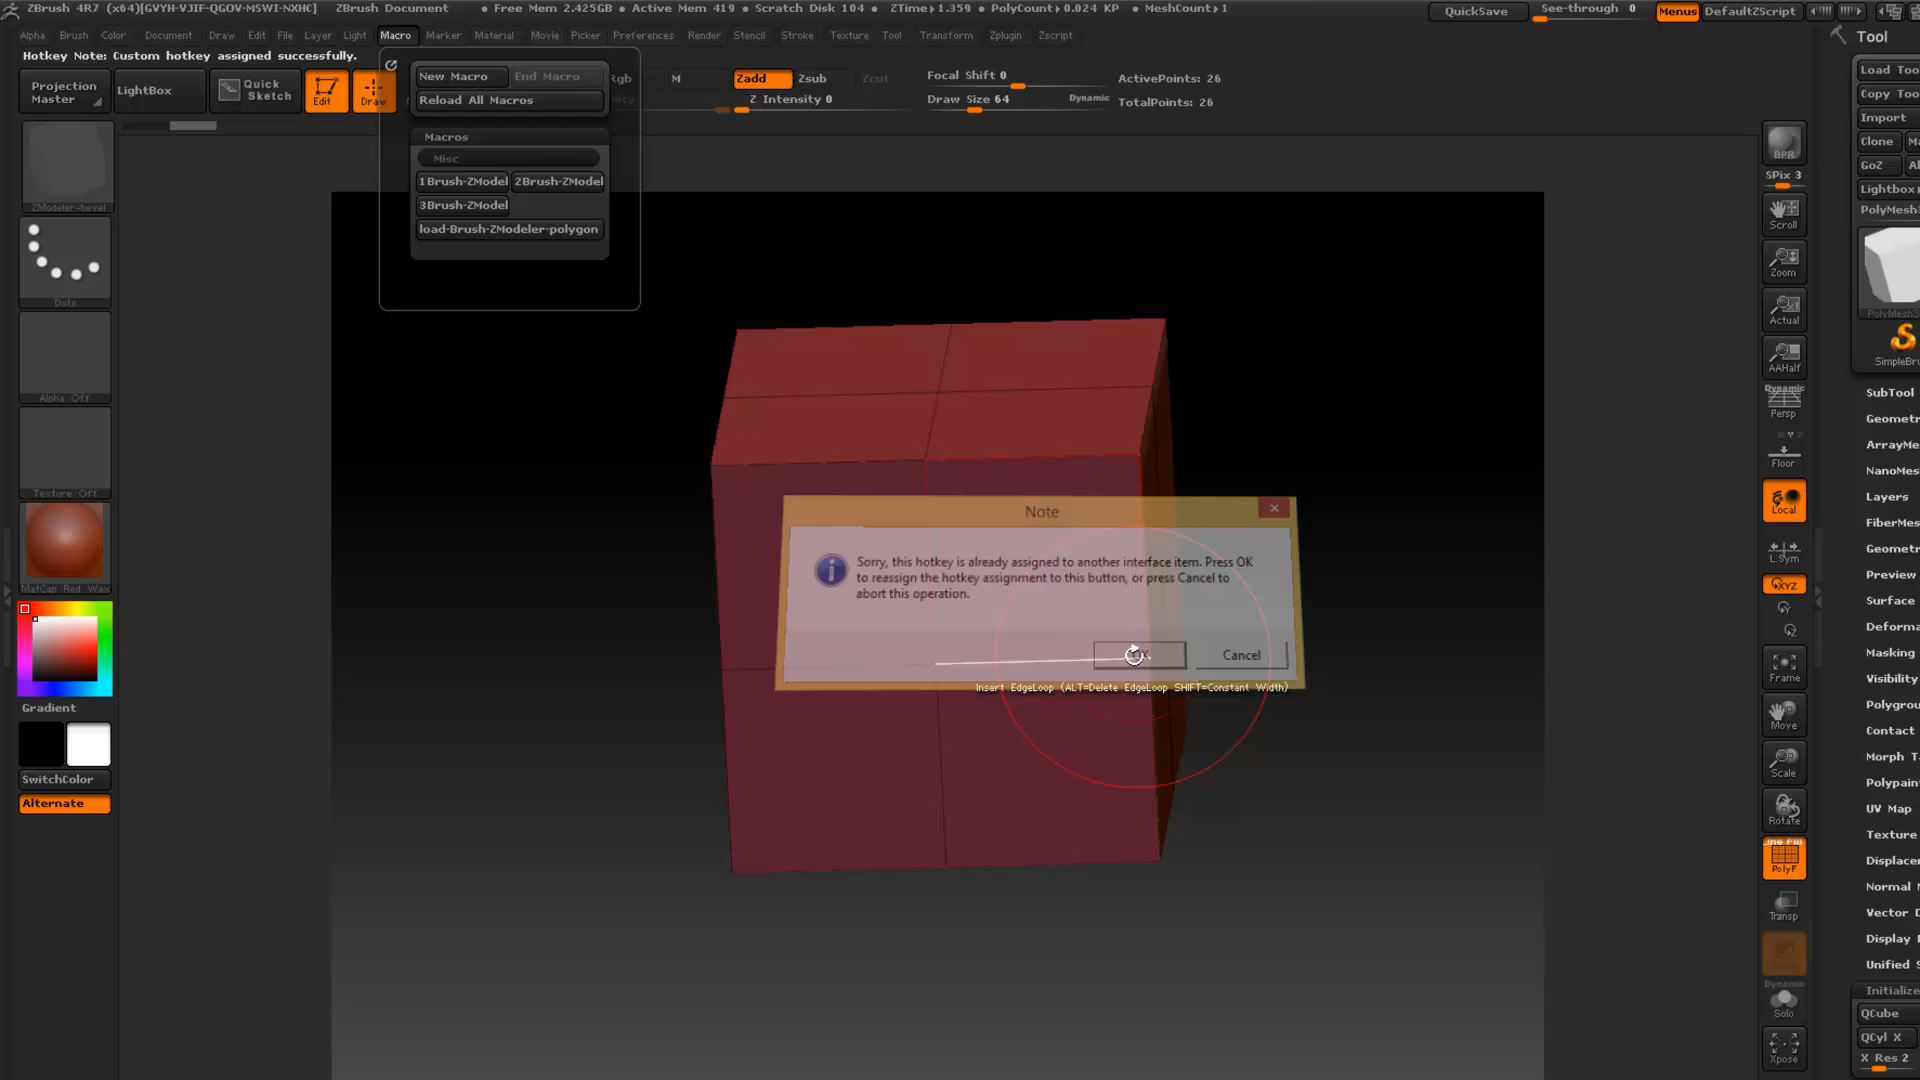 ZBrush 4R7 (x64)[GVYH-VJIF-QGOV-MSWI-NXHC] ZBrush Document • Free Mem 2.425GB • Active Mem 419 • Scratch Disk 104 • ZTime▸1.359 • PolyCount▸0.024 KP • MeshCount▸1 QuickSave See-through 0 Menus DefaultZScript
Alpha Brush Color Document Draw Edit File Layer Light Macro Marker Material Movie Picker Preferences Render Stencil Stroke Texture Tool Transform Zplugin Zscript
Hotkey Note: Custom hotkey assigned successfully.
Tool
Projection Master
LightBox
Quick Sketch
Edit
Draw
New Macro End Macro
Reload All Macros
Macros
Misc
1Brush-ZModel 2Brush-ZModel
3Brush-ZModel
load-Brush-ZModeler-polygon
Rgb M Zadd Zsub Zcut
Z Intensity 0
Focal Shift 0
Draw Size 64 Dynamic
ActivePoints: 26
TotalPoints: 26
ZModeler-bevel
Dots
Alpha Off
Texture Off
MatCap Red Wax
Gradient
SwitchColor
Alternate
Note
Sorry, this hotkey is already assigned to another interface item. Press OK
to reassign the hotkey assignment to this button, or press Cancel to
abort this operation.
Cancel
Insert EdgeLoop (ALT=Delete EdgeLoop SHIFT=Constant Width)
BPR
SPix 3
Scroll
Zoom
Actual
AAHalf
Dynamic
Persp
Floor
Local
L.Sym
XYZ
Y
Z
Frame
Move
Scale
Rotate
Line Fill
PolyF
Transp
Dynamic
Solo
Xpose
Load Too
Copy Too
Import
Clone
GoZ
Lightbox
PolyMesh3
PolyMesh3
SimpleBru
SubTool
Geometr
ArrayMe
NanoMes
Layers
FiberMes
Geometr
Preview
Surface
Deforma
Masking
Visibility
Polygrou
Contact
Morph T
Polypain
UV Map
Texture
Displacer
Normal
Vector D
Display
Unified S
Initialize
QCube
QCyl X
X Res 2